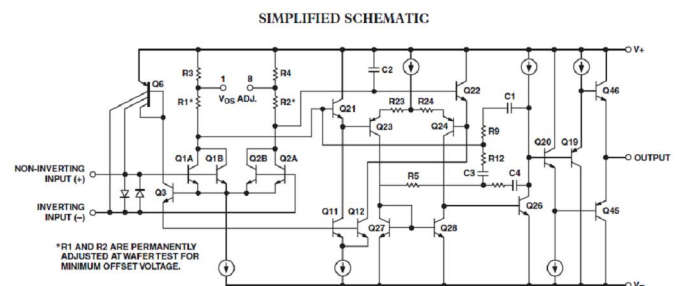 SIMPLIFIED SCHEMATIC
V+
Q6
R3
1
8
R4
C2
VOS ADJ.
R1*
R2*
Q21
Q22
R23
R24
Q23
Q24
C1
R9
R12
C3
C4
R5
Q20
Q19
Q46
OUTPUT
NON-INVERTING
INPUT (+)
Q1A
Q1B
Q2B
Q2A
Q3
INVERTING
INPUT (–)
Q11
Q12
Q27
Q28
Q26
Q45
*R1 AND R2 ARE PERMANENTLY
ADJUSTED AT WAFER TEST FOR
MINIMUM OFFSET VOLTAGE.
V–